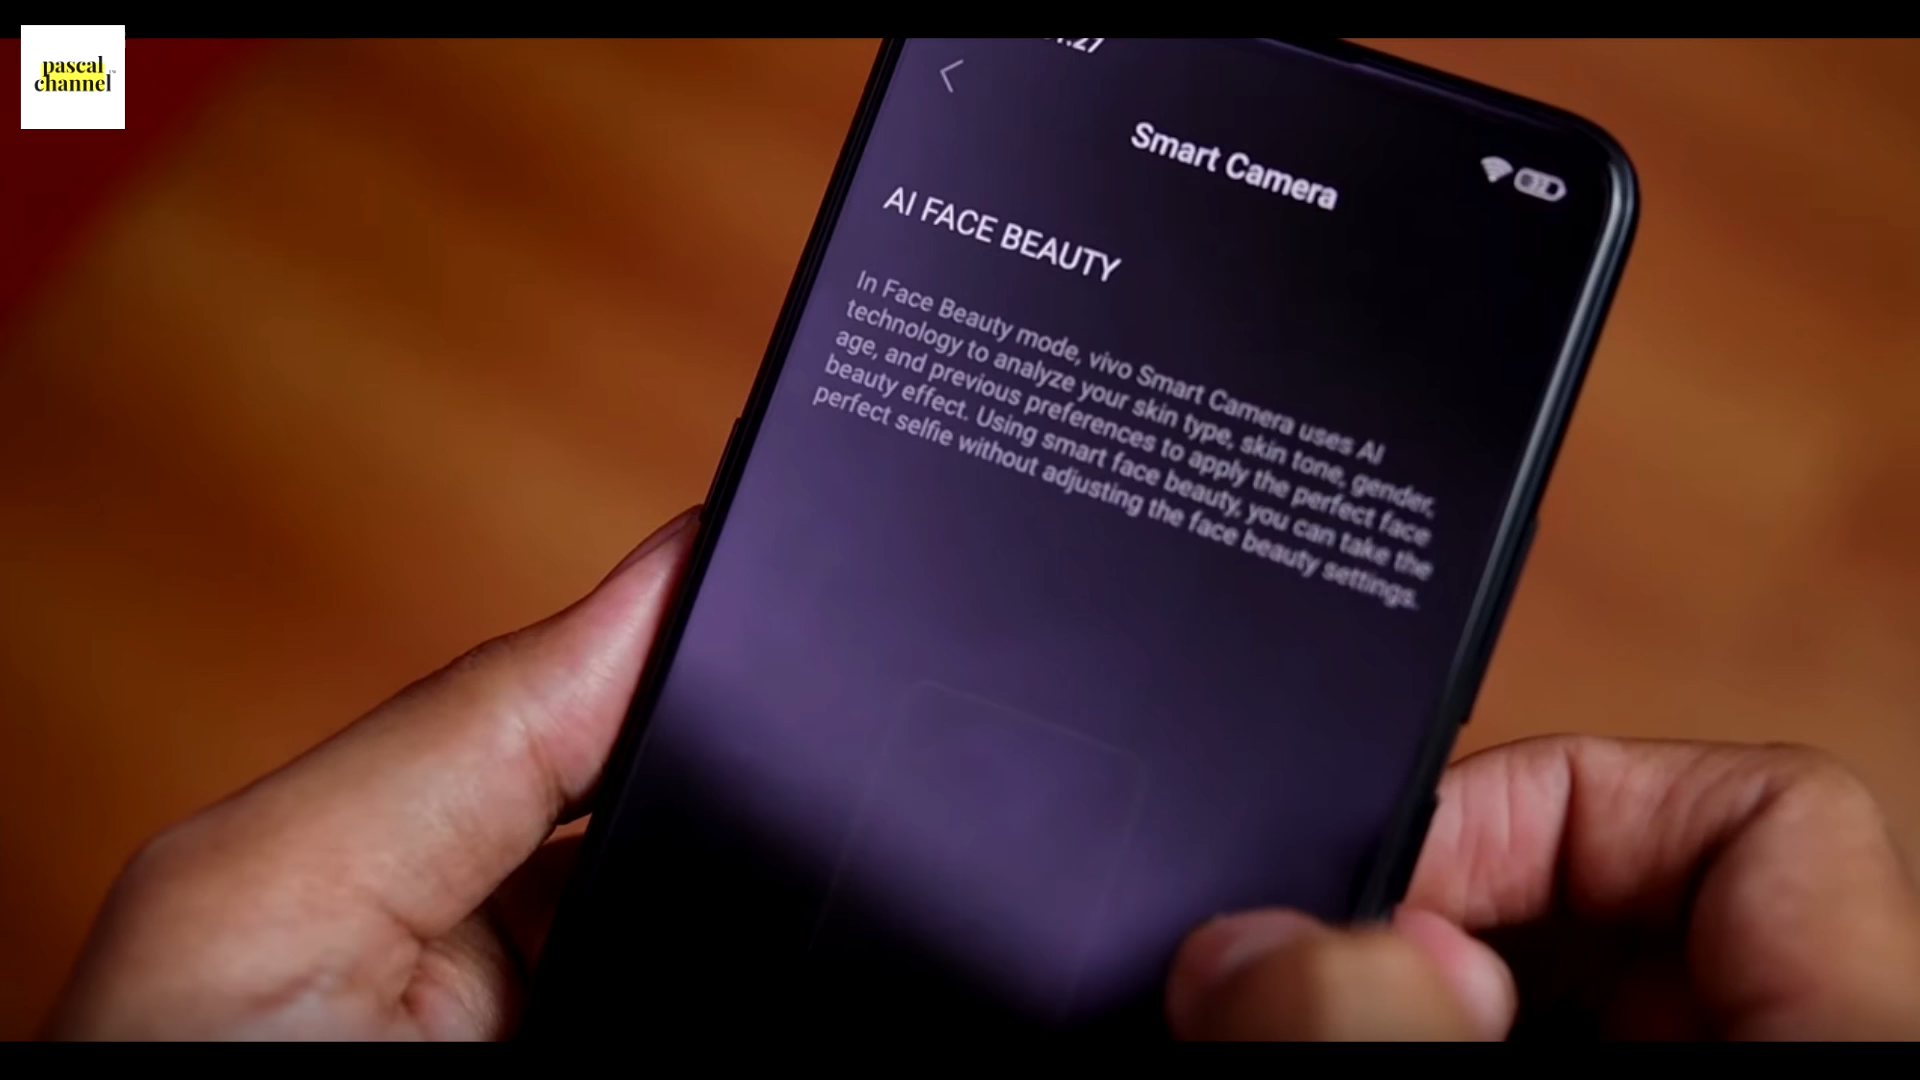 pascal
channel
Smart Camera
AI FACE BEAUTY
In Face Beauty mode, vivo Smart Camera uses AI
technology to analyze your skin type, skin tone, gender,
age, and previous preferences to apply the perfect face
beauty effect. Using smart face beauty, you can take the
perfect selfie without adjusting the face beauty settings.